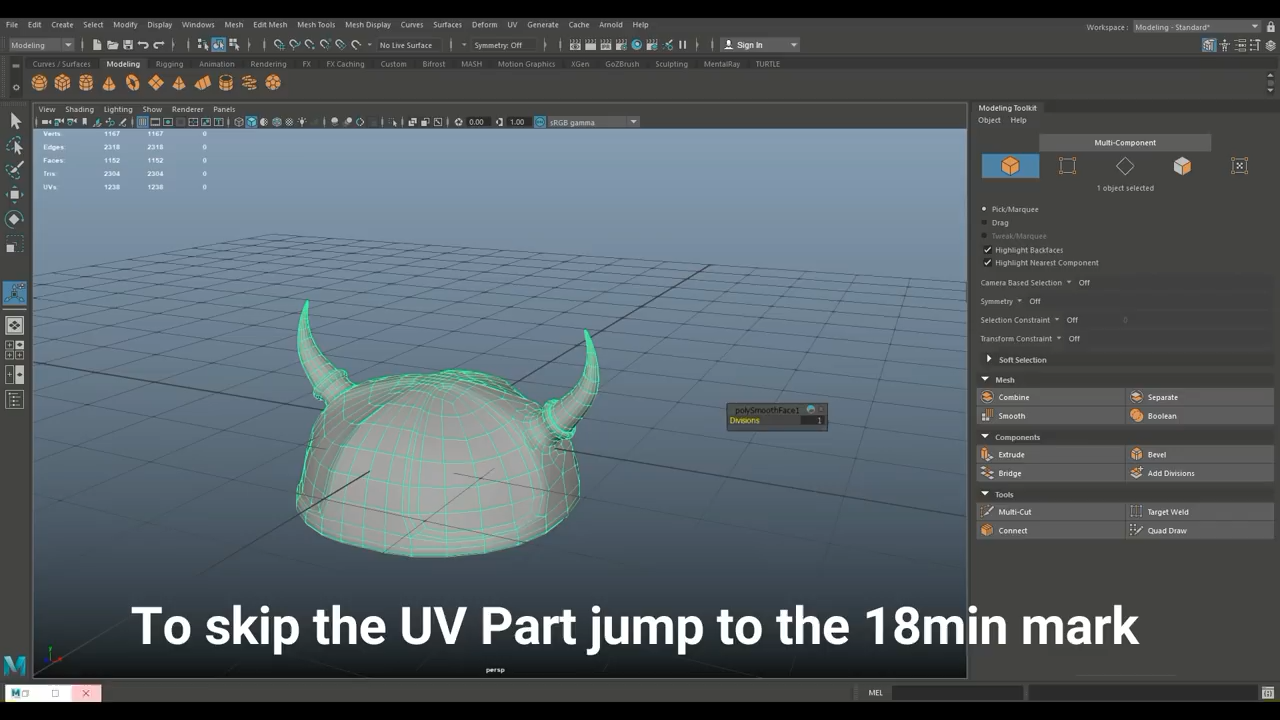 File Edit Create Select Modify Display Windows Mesh Edit Mesh Mesh Tools Mesh Display Curves Surfaces Deform UV Generate Cache Arnold Help
Workspace : Modeling - Standard*
Modeling No Live Surface Symmetry: Off Sign In
Curves / Surfaces Modeling Rigging Animation Rendering FX FX Caching Custom Bifrost MASH Motion Graphics XGen GoZBrush Sculpting MentalRay TURTLE
View Shading Lighting Show Renderer Panels
0.00 1.00 sRGB gamma
Verts: 1167 1167 0
Edges: 2318 2318 0
Faces: 1152 1152 0
Tris: 2304 2304 0
UVs: 1238 1238 0
polySmoothFace1
Divisions 1
Modeling Toolkit
Object Help
Multi-Component
1 object selected
Pick/Marquee
Drag
Tweak/Marquee
Highlight Backfaces
Highlight Nearest Component
Camera Based Selection Off
Symmetry Off
Selection Constraint Off 0
Transform Constraint Off
Soft Selection
Mesh
Combine Separate
Smooth Boolean
Components
Extrude Bevel
Bridge Add Divisions
Tools
Multi-Cut Target Weld
Connect Quad Draw
To skip the UV Part jump to the 18min mark
persp
MEL